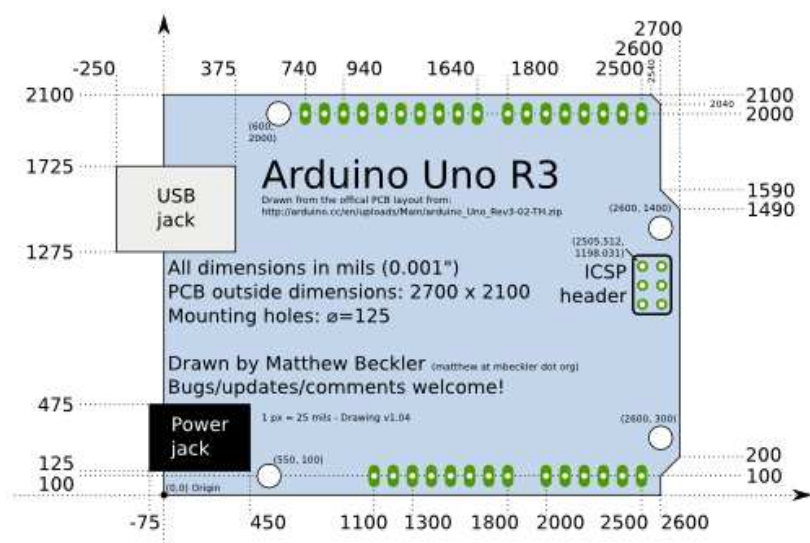 2700
2600
-250 375 740 940 1640 1800 2500 2540
2100 2040 2100
(600, 2000) 2000
1725 Arduino Uno R3
Drawn from the offical PCB layout from:
http://arduino.cc/en/uploads/Main/arduino_Uno_Rev3-02-TH.zip
1590
USB jack (2600, 1400) 1490
(2505.512, 1198.031)
1275 All dimensions in mils (0.001") ICSP
PCB outside dimensions: 2700 x 2100 header
Mounting holes: ⌀=125
Drawn by Matthew Beckler (matthew at mbeckler dot org)
Bugs/updates/comments welcome!
475 Power jack 1 px = 25 mils - Drawing v1.04 (2600, 300)
125 (550, 100) 200
100 (0,0) Origin 100
-75 450 1100 1300 1800 2000 2500 2600